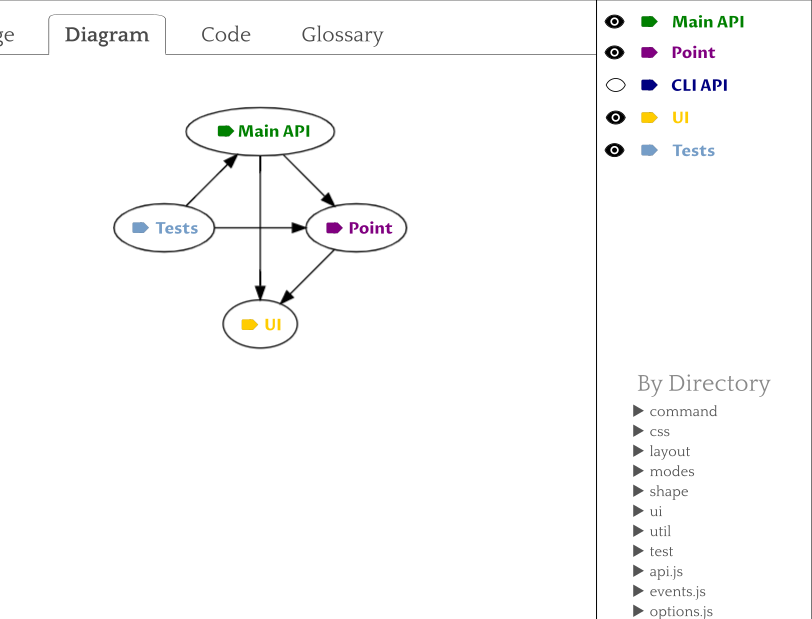 ge Diagram Code Glossary
Main API
Tests
Point
UI
Main API
Point
CLI API
UI
Tests
By Directory
command
css
layout
modes
shape
ui
util
test
api.js
events.js
options.js